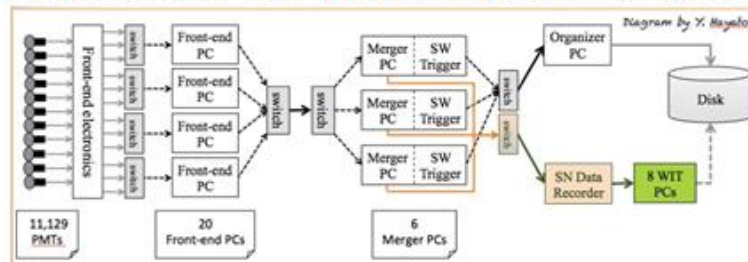 Diagram by Y. Hayato
Front-end electronics
switch
switch
switch
switch
Front-end
PC
Front-end
PC
Front-end
PC
Front-end
PC
switch
switch
Merger
PC
SW
Trigger
Merger
PC
SW
Trigger
Merger
PC
SW
Trigger
switch
switch
Organizer
PC
Disk
SN Data
Recorder
8 WIT
PCs
11,129
PMTs
20
Front-end PCs
6
Merger PCs